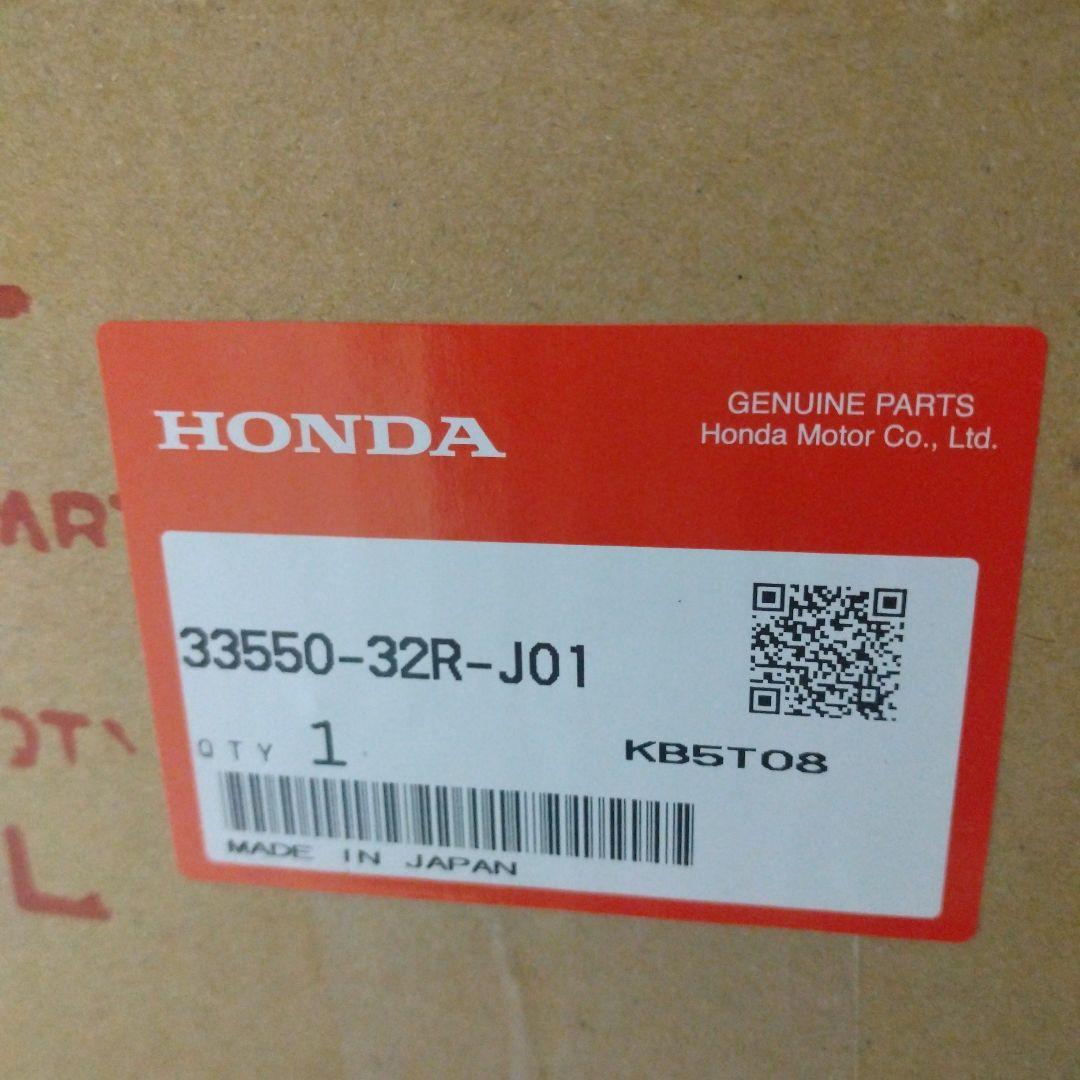 HONDA
GENUINE PARTS
Honda Motor Co., Ltd.
33550-32R-J01
QTY 1
KB5T08
MADE IN JAPAN
L